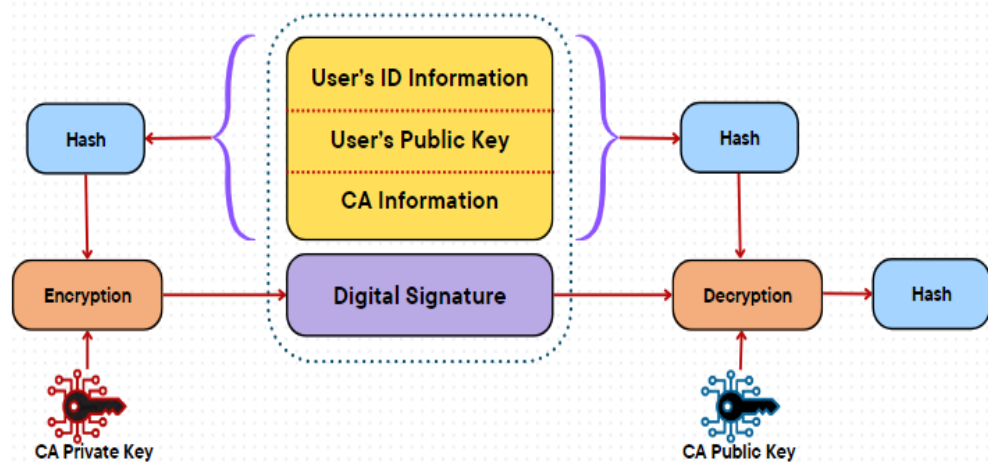 User's ID Information
Hash
User's Public Key
Hash
CA Information
Encryption
Digital Signature
Decryption
Hash
CA Private Key
CA Public Key